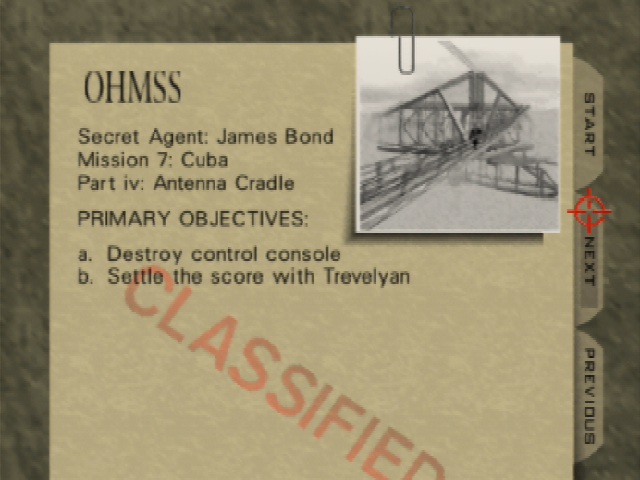 OHMSS
Secret Agent: James Bond
Mission 7: Cuba
Part iv: Antenna Cradle
PRIMARY OBJECTIVES:
a. Destroy control console
b. Settle the score with Trevelyan
CLASSIFIED
START
NEXT
PREVIOUS